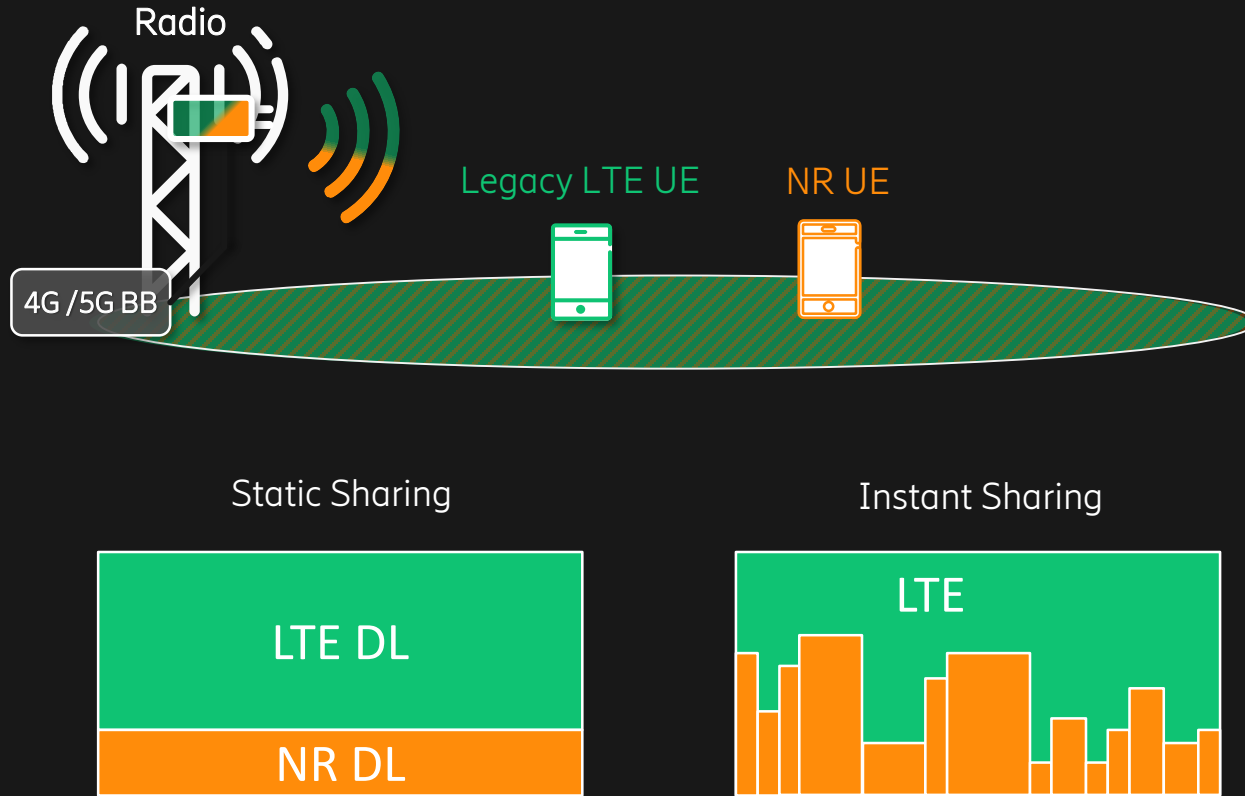 Radio
Legacy LTE UE
NR UE
4G /5G BB
Static Sharing
Instant Sharing
LTE DL
NR DL
LTE